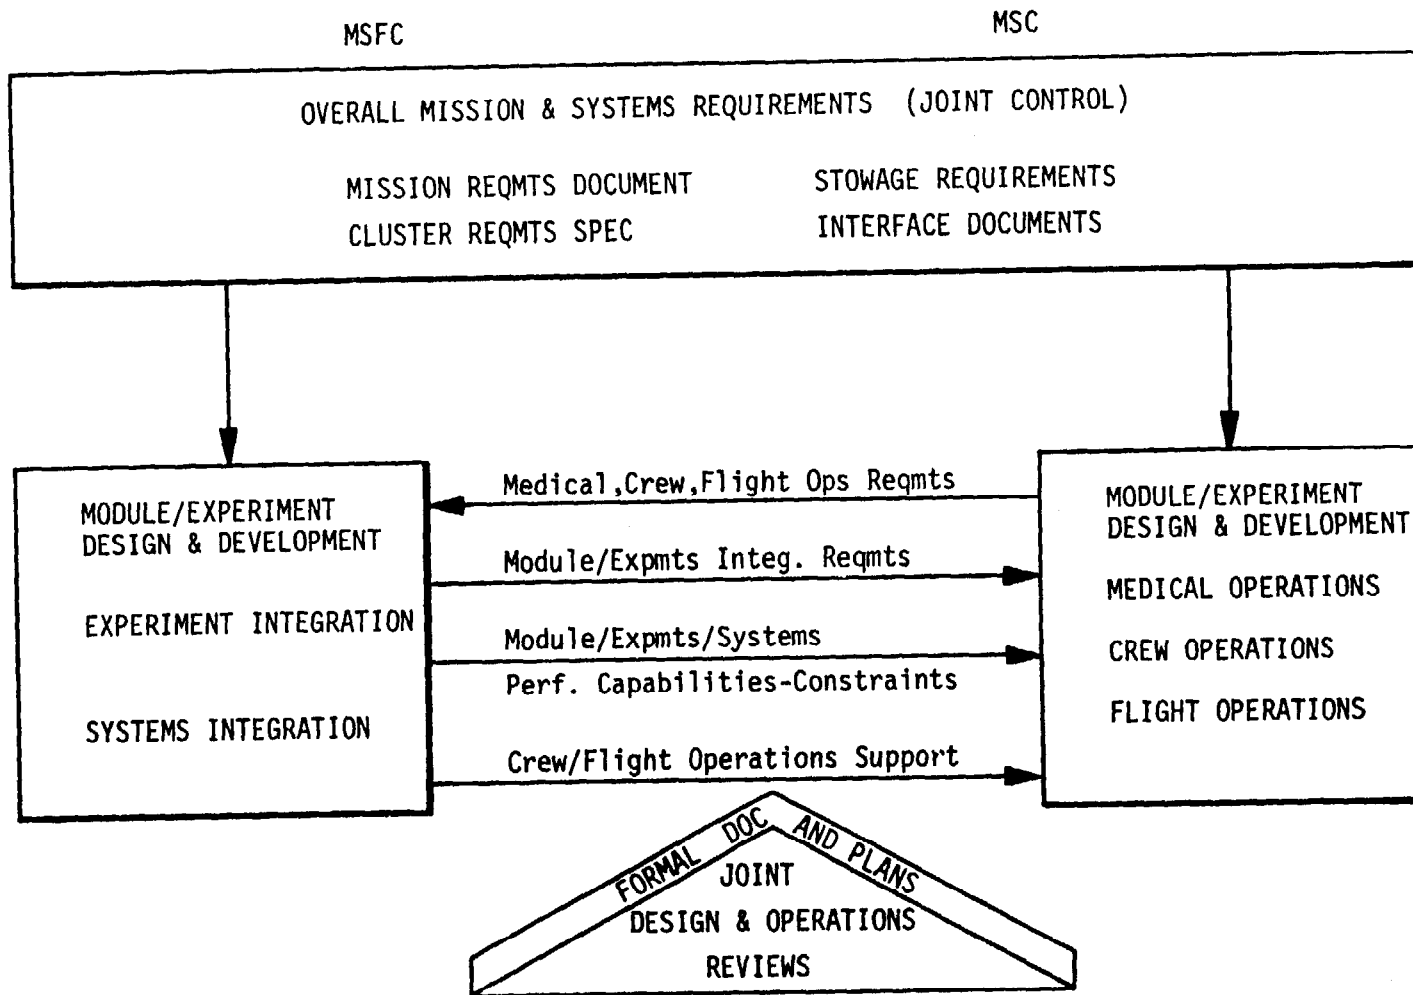 MSFC
MSC
OVERALL MISSION & SYSTEMS REQUIREMENTS (JOINT CONTROL)
MISSION REQMTS DOCUMENT
STOWAGE REQUIREMENTS
CLUSTER REQMTS SPEC
INTERFACE DOCUMENTS
MODULE/EXPERIMENT
DESIGN & DEVELOPMENT
EXPERIMENT INTEGRATION
SYSTEMS INTEGRATION
Medical,Crew,Flight Ops Reqmts
Module/Expmts Integ. Reqmts
Module/Expmts/Systems
Perf. Capabilities-Constraints
Crew/Flight Operations Support
MODULE/EXPERIMENT
DESIGN & DEVELOPMENT
MEDICAL OPERATIONS
CREW OPERATIONS
FLIGHT OPERATIONS
FORMAL DOC AND PLANS
JOINT
DESIGN & OPERATIONS
REVIEWS